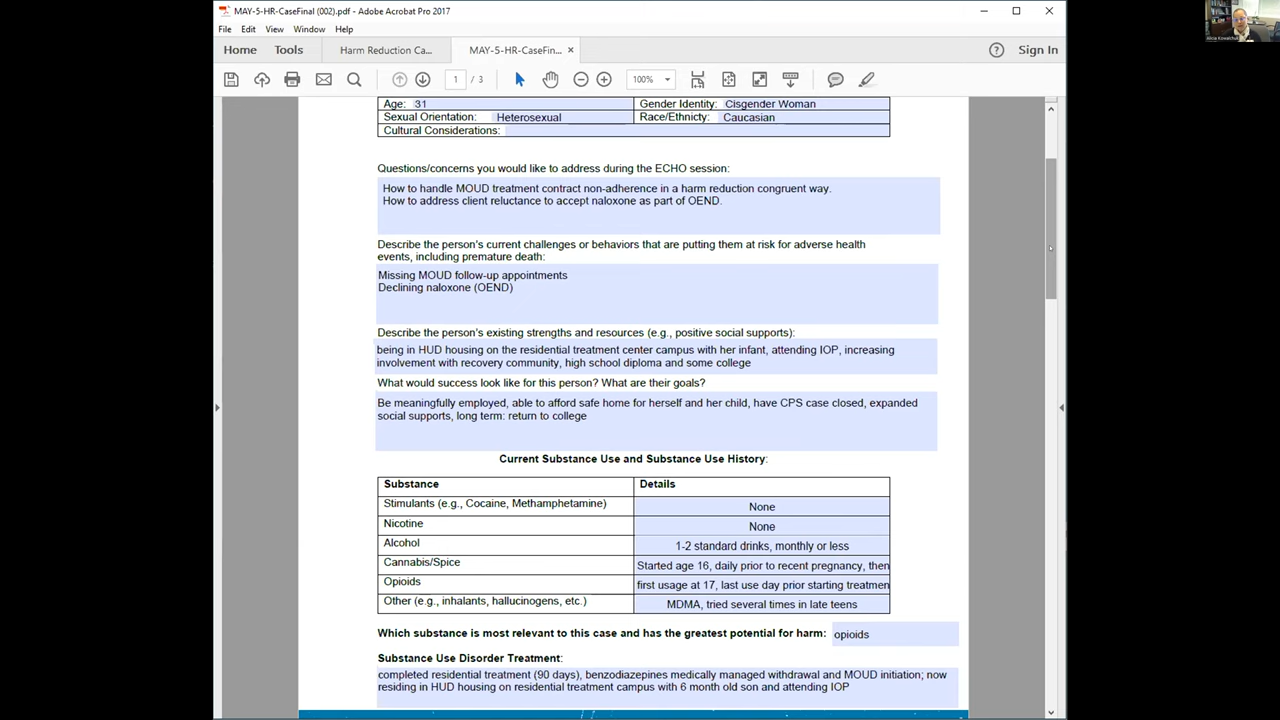 MAY-5-HR-CaseFinal (002).pdf - Adobe Acrobat Pro 2017
File Edit View Window Help
Home Tools Harm Reduction Ca... MAY-5-HR-CaseFin... × Sign In
1 / 3 100%
Age: 31 Gender Identity: Cisgender Woman
Sexual Orientation: Heterosexual Race/Ethnicty: Caucasian
Cultural Considerations:
Questions/concerns you would like to address during the ECHO session:
How to handle MOUD treatment contract non-adherence in a harm reduction congruent way.
How to address client reluctance to accept naloxone as part of OEND.
Describe the person's current challenges or behaviors that are putting them at risk for adverse health
events, including premature death:
Missing MOUD follow-up appointments
Declining naloxone (OEND)
Describe the person's existing strengths and resources (e.g., positive social supports):
being in HUD housing on the residential treatment center campus with her infant, attending IOP, increasing
involvement with recovery community, high school diploma and some college
What would success look like for this person? What are their goals?
Be meaningfully employed, able to afford safe home for herself and her child, have CPS case closed, expanded
social supports, long term: return to college
Current Substance Use and Substance Use History:
Substance Details
Stimulants (e.g., Cocaine, Methamphetamine) None
Nicotine None
Alcohol 1-2 standard drinks, monthly or less
Cannabis/Spice Started age 16, daily prior to recent pregnancy, then
Opioids first usage at 17, last use day prior starting treatmen
Other (e.g., inhalants, hallucinogens, etc.) MDMA, tried several times in late teens
Which substance is most relevant to this case and has the greatest potential for harm: opioids
Substance Use Disorder Treatment:
completed residential treatment (90 days), benzodiazepines medically managed withdrawal and MOUD initiation; now
residing in HUD housing on residential treatment campus with 6 month old son and attending IOP